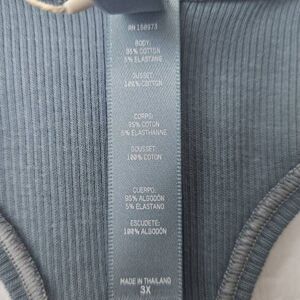 RN 150973
BODY:
95% COTTON
5% ELASTANE
GUSSET:
100% COTTON
CORPS:
95% COTON
5% ELASTHANNE
GOUSSET:
100% COTON
CUERPO:
95% ALGODÓN
5% ELASTANO
ESCUDETE:
100% ALGODÓN
MADE IN THAILAND
3X